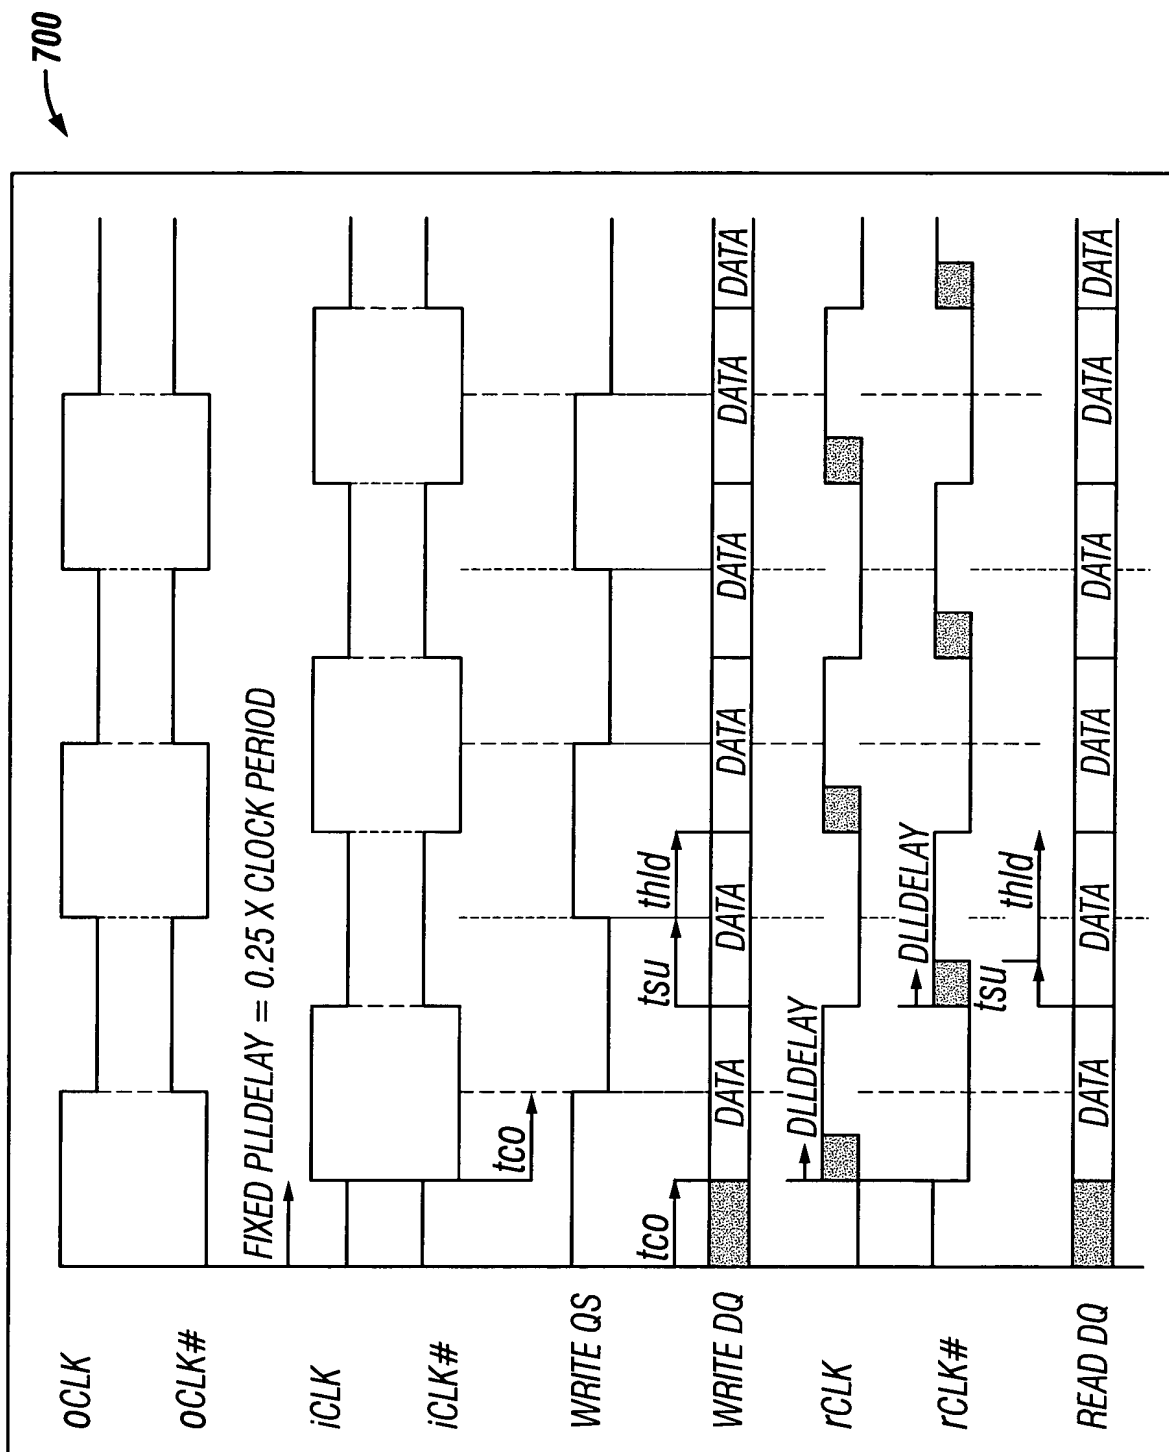 700
oCLK
oCLK#
FIXED PLLDELAY = 0.25 X CLOCK PERIOD
iCLK
iCLK#
tco
WRITE QS
tco
tsu
thld
WRITE DQ
DATA
DATA
DATA
DATA
DATA
DATA
DLLDELAY
rCLK
DLLDELAY
rCLK#
tsu
thld
READ DQ
DATA
DATA
DATA
DATA
DATA
DATA